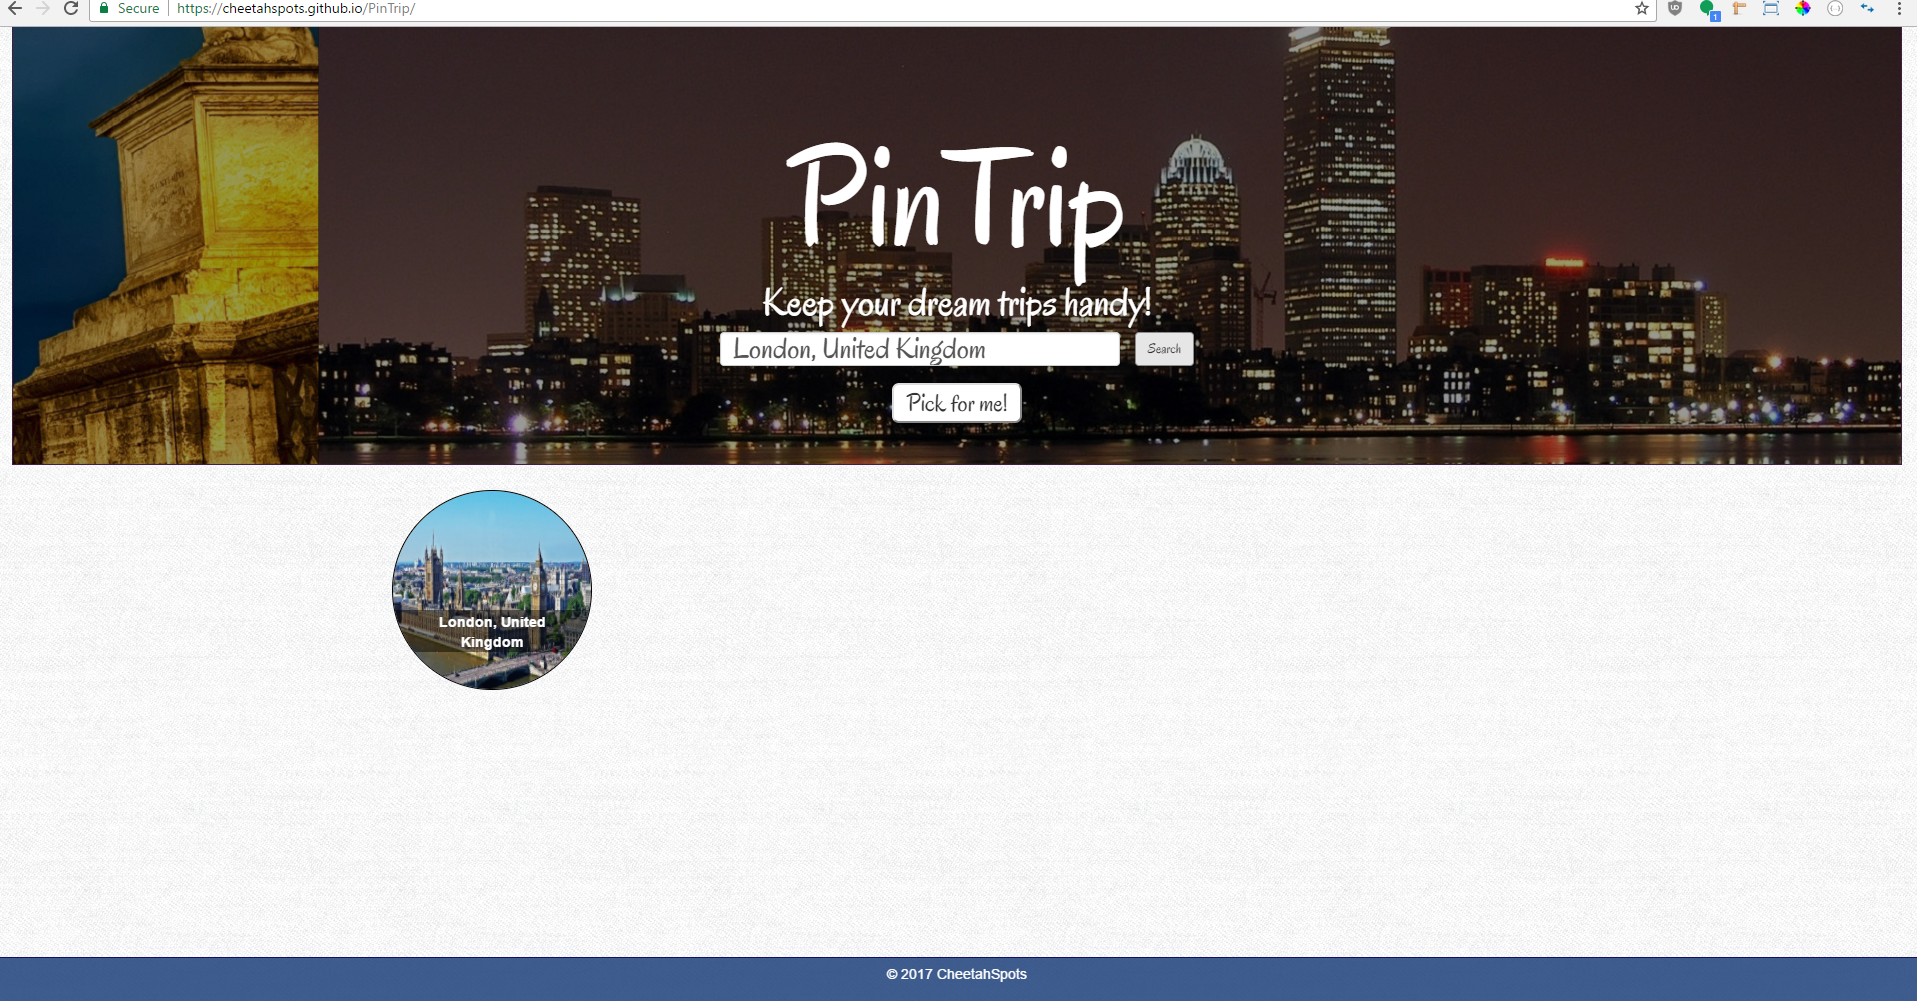 Secure
https://cheetahspots.github.io/PinTrip/
1
PinTrip
Keep your dream trips handy!
London, United Kingdom
Search
Pick for me!
London, United
Kingdom
© 2017 CheetahSpots